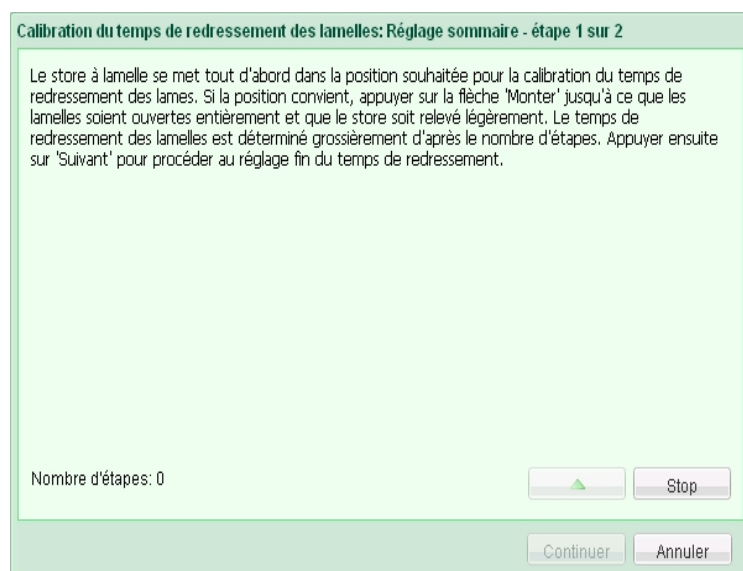 Calibration du temps de redressement des lamelles: Réglage sommaire - étape 1 sur 2
Le store à lamelle se met tout d'abord dans la position souhaitée pour la calibration du temps de
redressement des lames. Si la position convient, appuyer sur la flèche 'Monter' jusqu'à ce que les
lamelles soient ouvertes entièrement et que le store soit relevé légèrement. Le temps de
redressement des lamelles est déterminé grossièrement d'après le nombre d'étapes. Appuyer ensuite
sur 'Suivant' pour procéder au réglage fin du temps de redressement.
Nombre d'étapes: 0
Stop
Continuer
Annuler